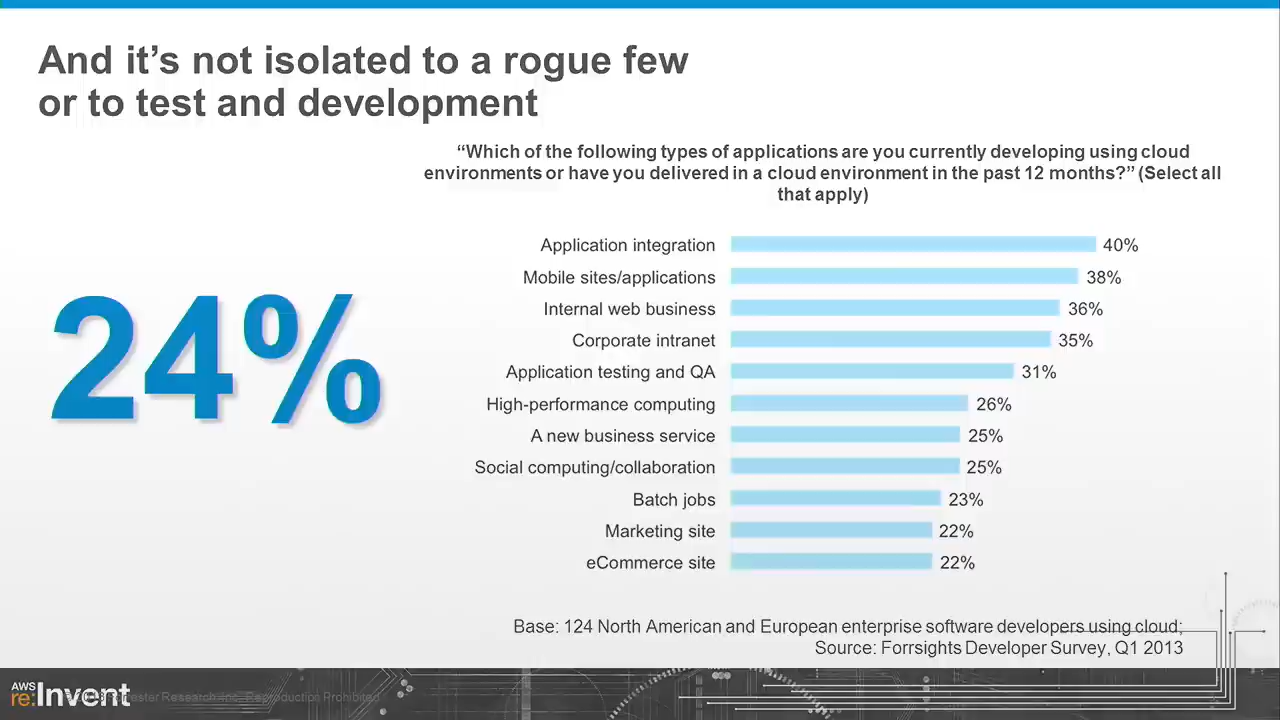 And it’s not isolated to a rogue few
or to test and development
“Which of the following types of applications are you currently developing using cloud
environments or have you delivered in a cloud environment in the past 12 months?” (Select all
that apply)
24%
Application integration 40%
Mobile sites/applications 38%
Internal web business 36%
Corporate intranet 35%
Application testing and QA 31%
High-performance computing 26%
A new business service 25%
Social computing/collaboration 25%
Batch jobs 23%
Marketing site 22%
eCommerce site 22%
Base: 124 North American and European enterprise software developers using cloud;
Source: Forrsights Developer Survey, Q1 2013
AWS
re:Invent
Research, Inc. Reproduction Prohibited